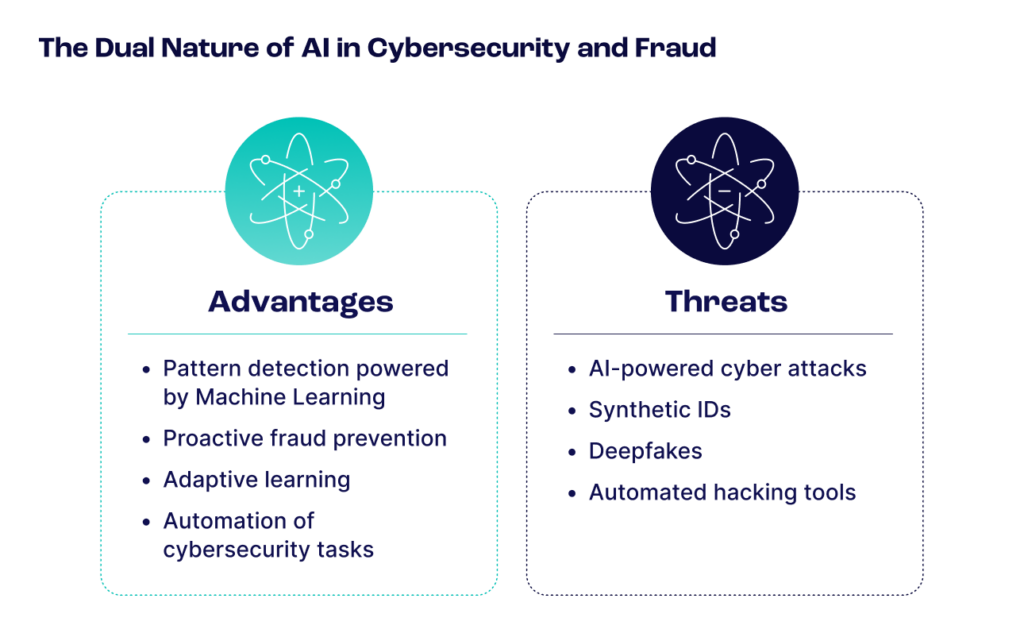 The Dual Nature of AI in Cybersecurity and Fraud
Advantages
• Pattern detection powered
by Machine Learning
• Proactive fraud prevention
• Adaptive learning
• Automation of
cybersecurity tasks
Threats
• AI-powered cyber attacks
• Synthetic IDs
• Deepfakes
• Automated hacking tools